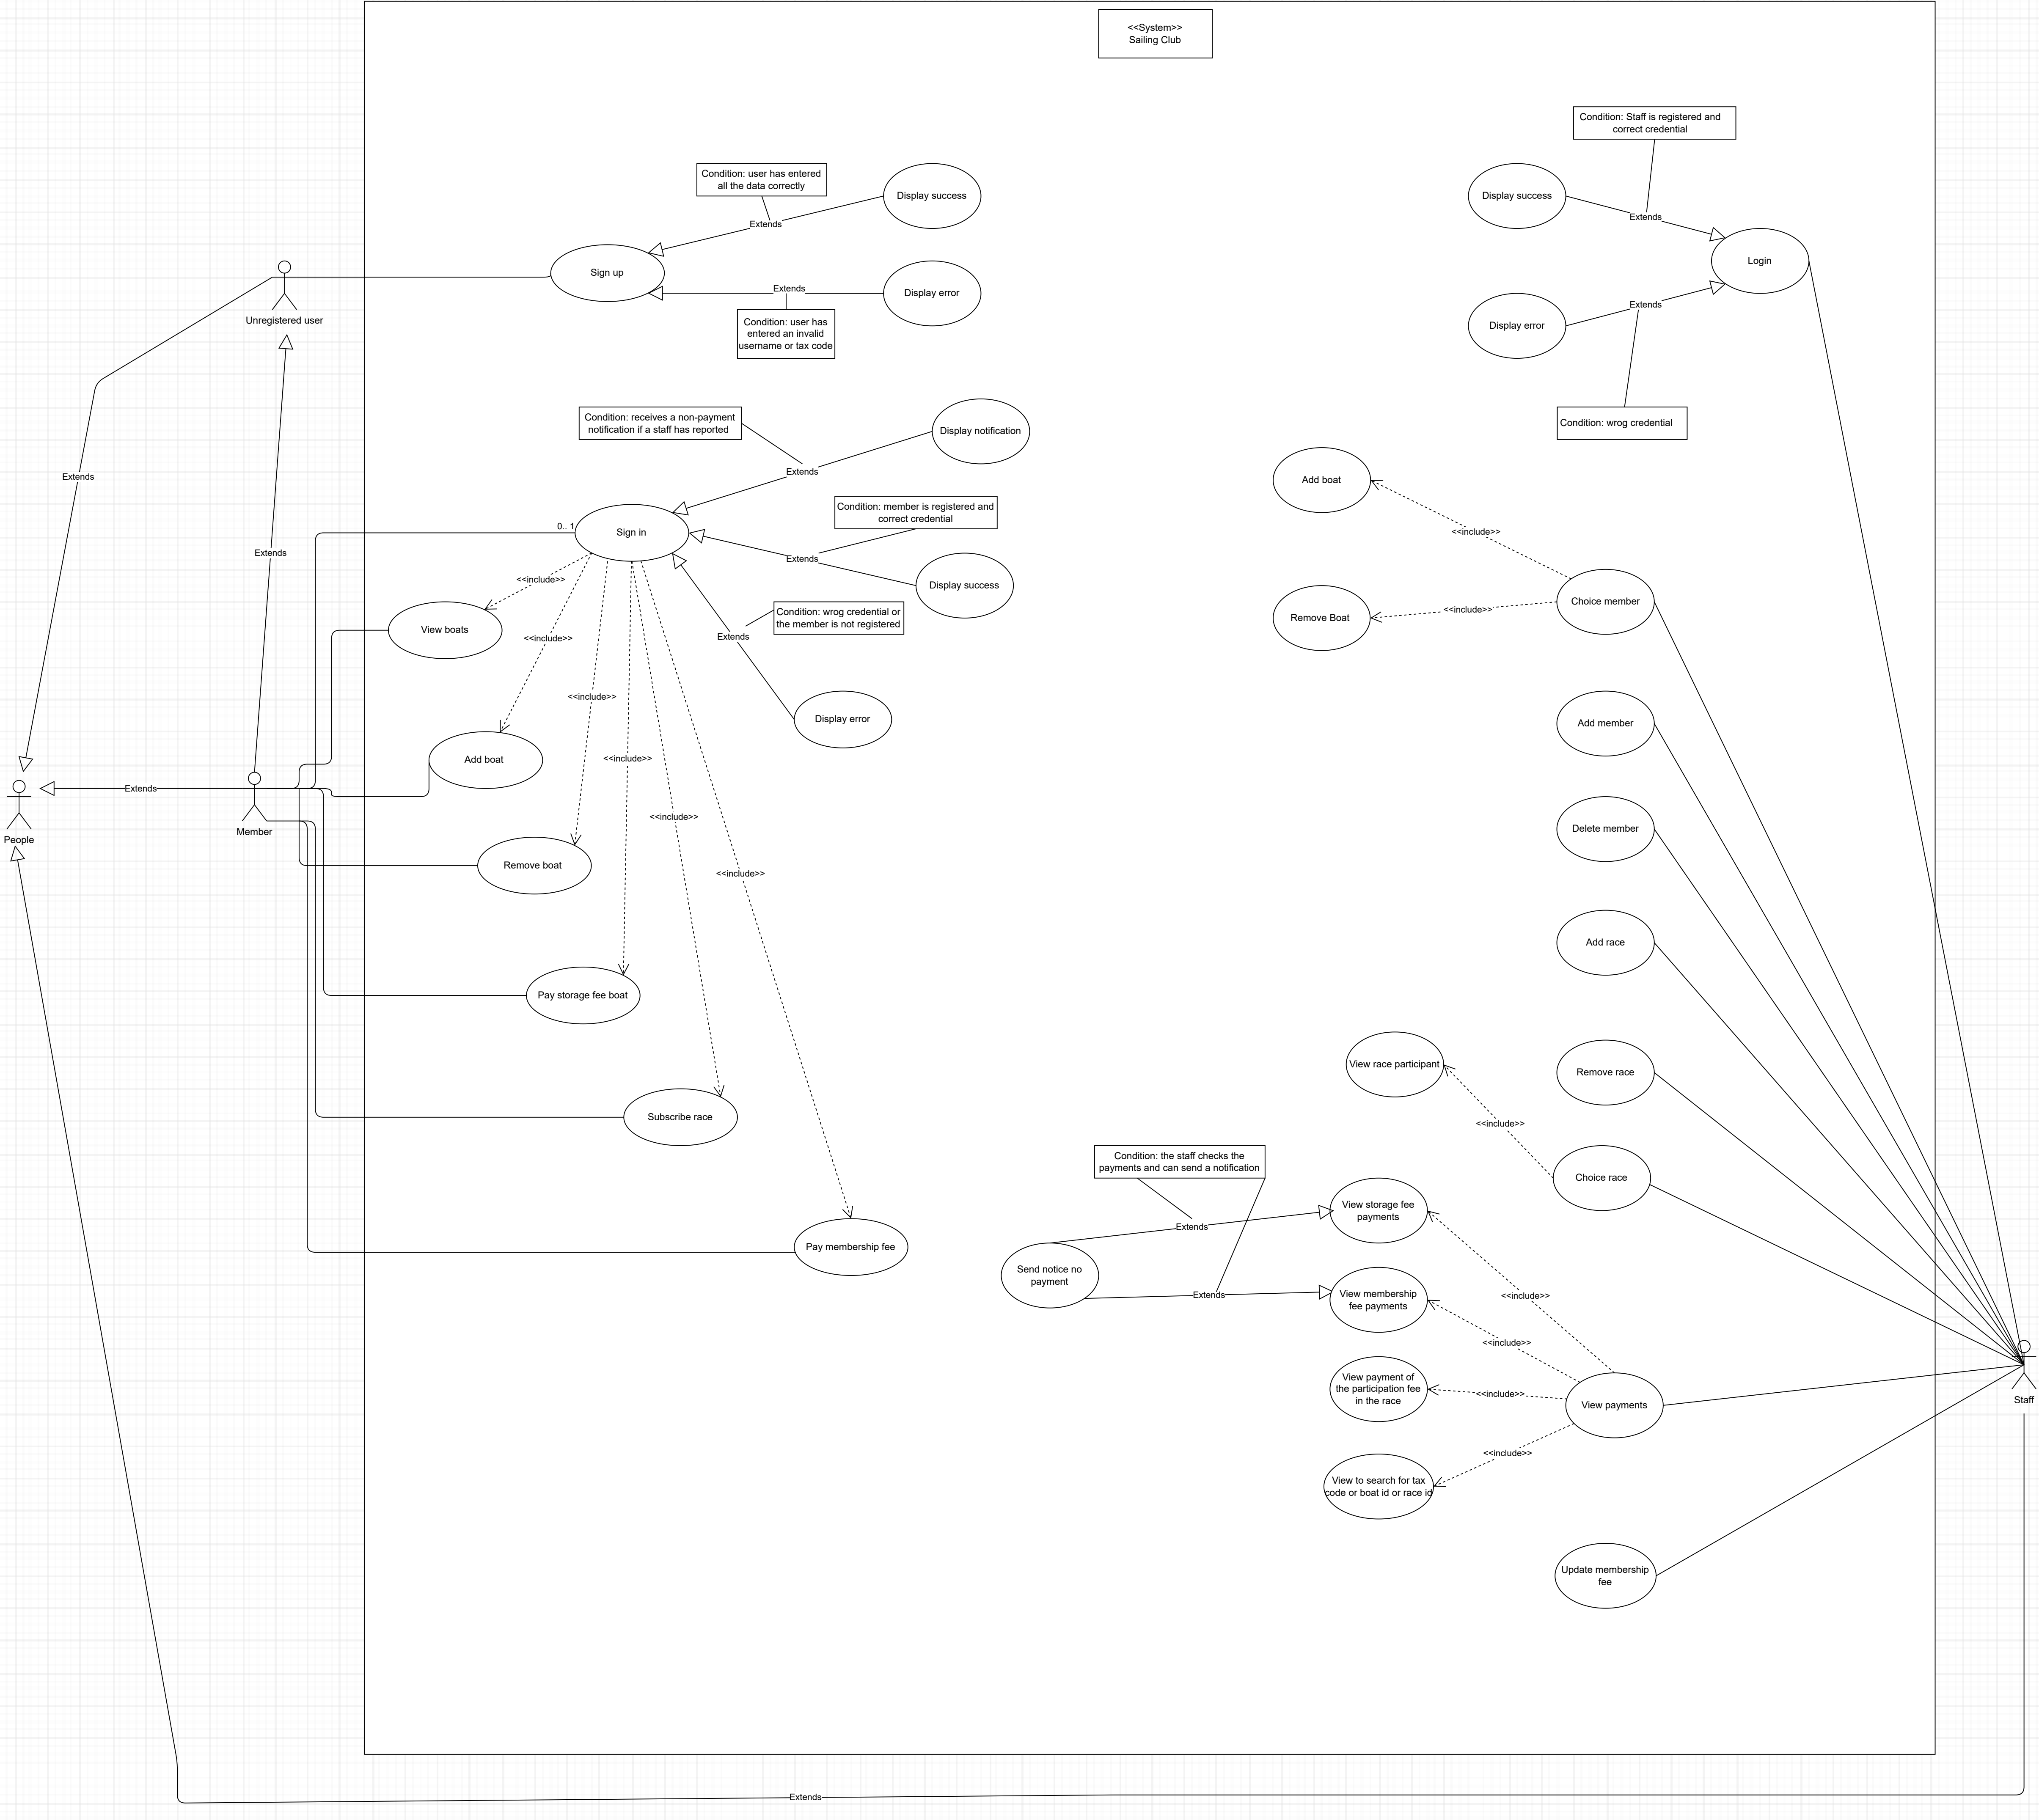 <<System>>
Sailing Club
Condition: Staff is registered and
correct credential
Condition: user has entered
all the data correctly
Display success
Extends
Display success
Extends
Sign up
Login
Unregistered user
Extends
Display error
Condition: user has
entered an invalid
username or tax code
Extends
Display error
Condition: receives a non-payment
notification if a staff has reported
Display notification
Condition: wrog credential
Extends
Extends
Add boat
Condition: member is registered and
correct credential
0.. 1
Sign in
<<include>>
Extends
Extends
<<include>>
Display success
Choice member
<<include>>
Condition: wrog credential or
the member is not registered
Remove Boat
View boats
<<include>>
Extends
<<include>>
Display error
Add member
<<include>>
Add boat
Extends
People
Member
<<include>>
Delete member
Remove boat
<<include>>
Add race
Pay storage fee boat
View race participant
Remove race
Subscribe race
<<include>>
Condition: the staff checks the
payments and can send a notification
Choice race
View storage fee
payments
Extends
Pay membership fee
Send notice no
payment
Extends
<<include>>
View membership
fee payments
<<include>>
View payment of
the participation fee
in the race
<<include>>
View payments
Staff
<<include>>
View to search for tax
code or boat id or race id
Update membership
fee
Extends